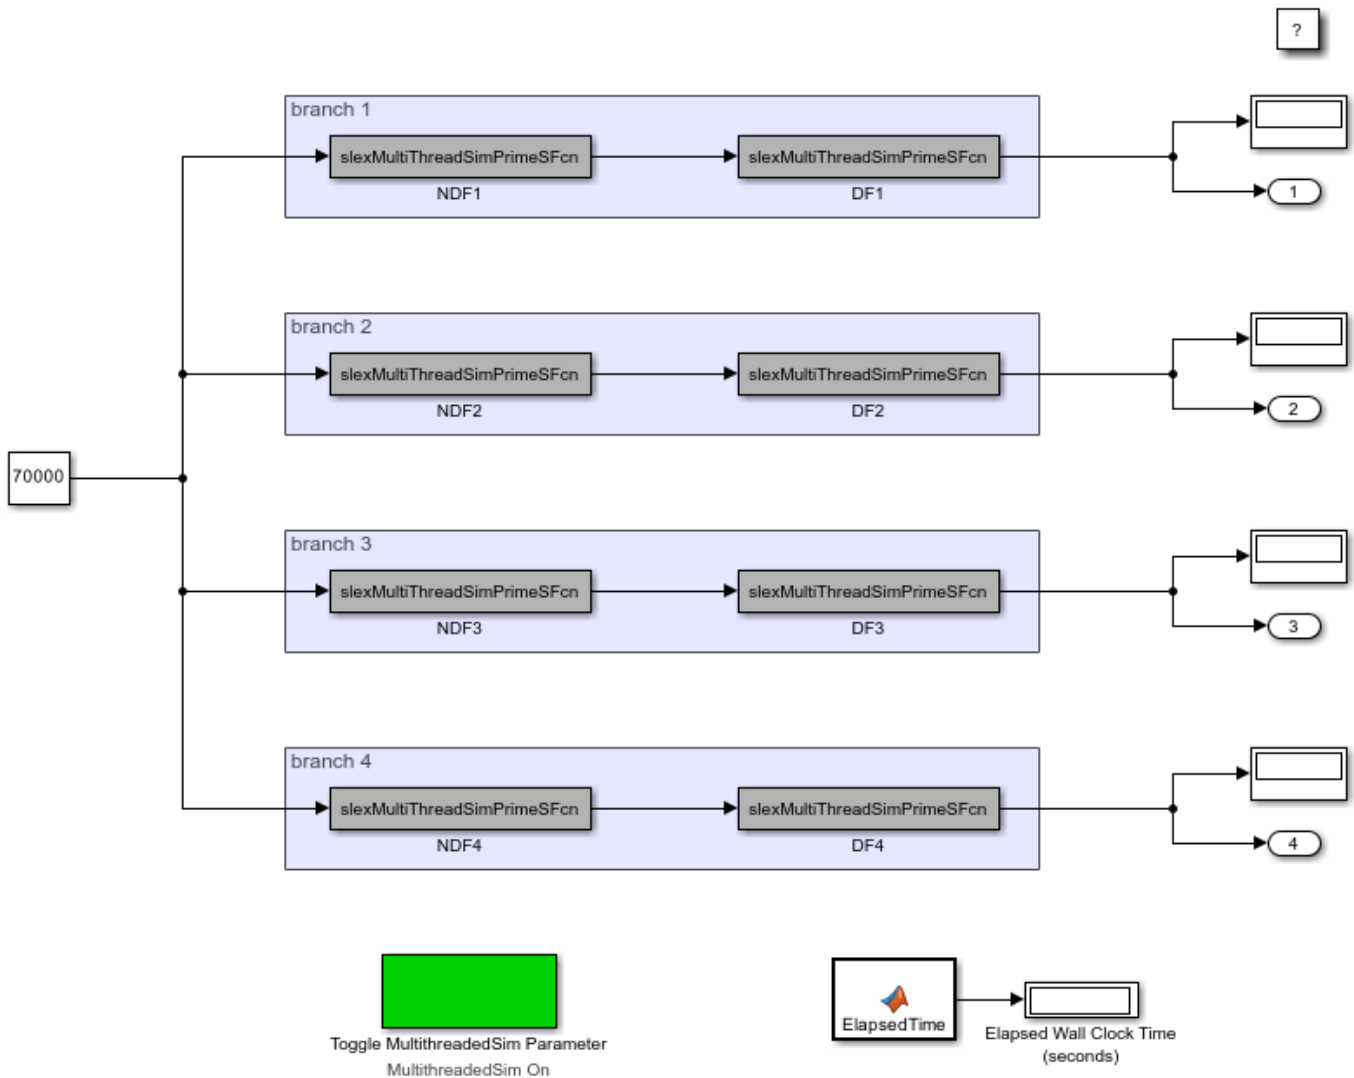 ?
branch 1
slexMultiThreadSimPrimeSFcn
slexMultiThreadSimPrimeSFcn
NDF1
DF1
1
branch 2
slexMultiThreadSimPrimeSFcn
slexMultiThreadSimPrimeSFcn
NDF2
DF2
2
70000
branch 3
slexMultiThreadSimPrimeSFcn
slexMultiThreadSimPrimeSFcn
NDF3
DF3
3
branch 4
slexMultiThreadSimPrimeSFcn
slexMultiThreadSimPrimeSFcn
NDF4
DF4
4
Toggle MultithreadedSim Parameter
MultithreadedSim On
ElapsedTime
Elapsed Wall Clock Time
(seconds)